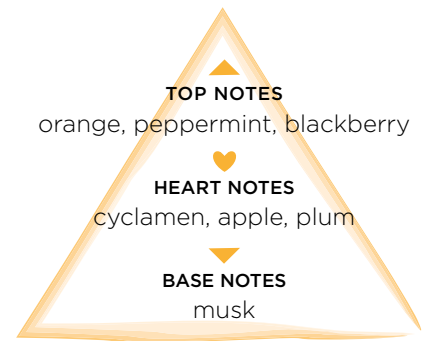 TOP NOTES
orange, peppermint, blackberry
HEART NOTES
cyclamen, apple, plum
BASE NOTES
musk